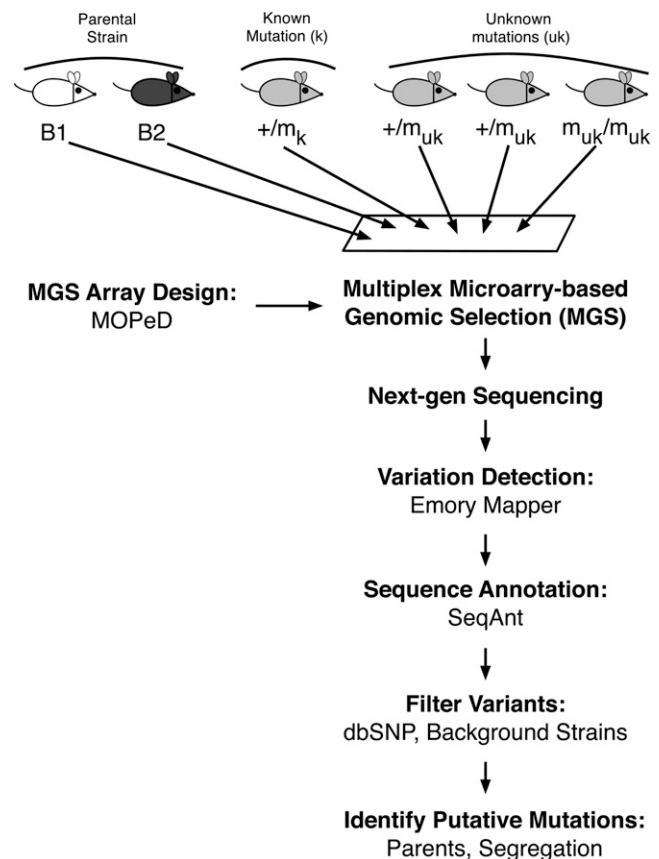 Parental
Strain
Known
Mutation (k)
Unknown
mutations (uk)
B1
B2
+/mk
+/muk
+/muk
muk/muk
MGS Array Design:
MOPeD
Multiplex Microarry-based
Genomic Selection (MGS)
Next-gen Sequencing
Variation Detection:
Emory Mapper
Sequence Annotation:
SeqAnt
Filter Variants:
dbSNP, Background Strains
Identify Putative Mutations:
Parents, Segregation